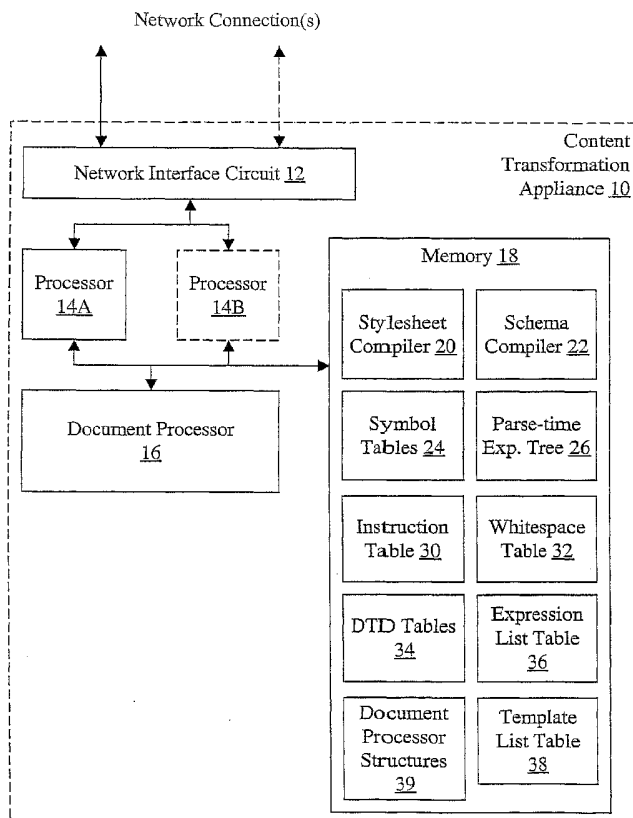 Network Connection(s)
Content
Transformation
Appliance 10
Network Interface Circuit 12
Processor
14A
Processor
14B
Document Processor
16
Memory 18
Stylesheet
Compiler 20
Schema
Compiler 22
Symbol
Tables 24
Parse-time
Exp. Tree 26
Instruction
Table 30
Whitespace
Table 32
DTD Tables
34
Expression
List Table
36
Document
Processor
Structures
39
Template
List Table
38